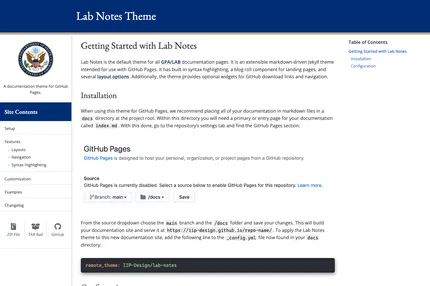 Lab Notes Theme
A documentation theme for GitHub
Pages.
Site Contents
Setup
Features
Layouts
Navigation
Syntax Highlighting
Customization
Examples
Changelog
ZIP File
TAR Ball
GitHub
Getting Started with Lab Notes
Lab Notes is the default theme for all GPA/LAB documentation pages. It is an extensible markdown-driven Jekyll theme
intended for use with GitHub Pages. It has built in syntax highlighting, a blog roll component for landing pages, and
several layout options. Additionally, the theme provides optional widgets for GitHub download links and navigation.
Installation
When using this theme for GitHub Pages, we recommend placing all of your documentation in markdown files in a
docs directory at the project root. Within this directory you will need a primary or entry page for your documentation
called index.md. With this done, go to the repository's settings tab and find the GitHub Pages section.
GitHub Pages
GitHub Pages is designed to host your personal, organization, or project pages from a GitHub repository.
Source
GitHub Pages is currently disabled. Select a source below to enable GitHub Pages for this repository. Learn more.
Branch: main
/docs
Save
From the source dropdown choose the main branch and the /docs folder and save your changes. This will build
your documentation site and serve it at https://iip-design.github.io/repo-name/. To apply the Lab Notes
theme to this new documentation site, add the following line to the _config.yml file now found in your docs
directory:
remote_theme: IIP-Design/lab-notes
Table of Contents
Getting Started with Lab Notes
Installation
Configuration